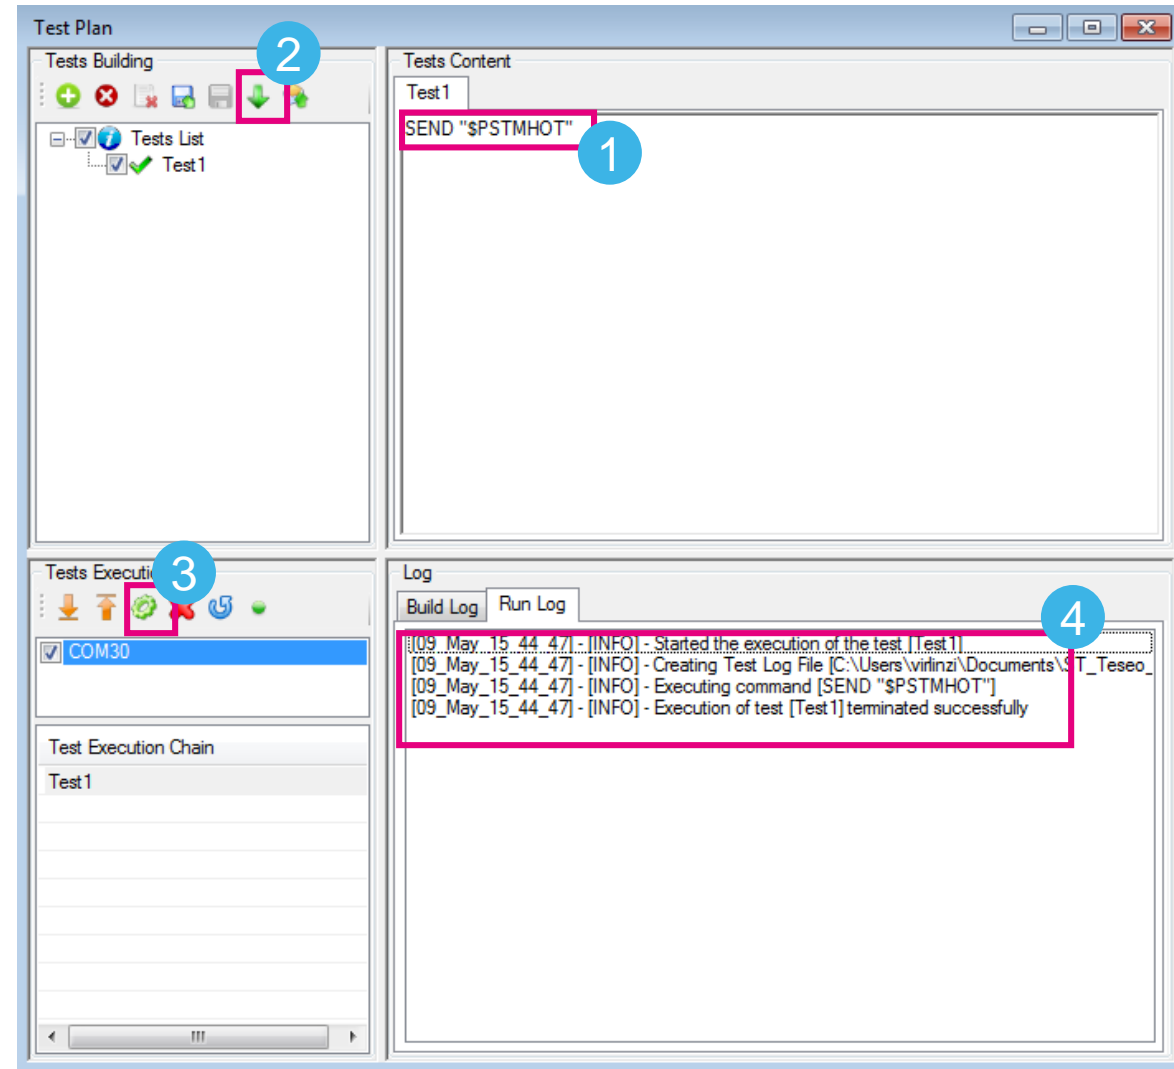 Test Plan
Tests Building
2
Tests List
Test1
Tests Content
Test1
SEND "$PSTMHOT"
1
Tests Executi
3
COM30
Test Execution Chain
Test1
Log
Build Log Run Log
4
[09_May_15_44_47] - [INFO] - Started the execution of the test [Test1]
[09_May_15_44_47] - [INFO] - Creating Test Log File [C:\Users\virlinzi\Documents\ST_Teseo_
[09_May_15_44_47] - [INFO] - Executing command [SEND "$PSTMHOT"]
[09_May_15_44_47] - [INFO] - Execution of test [Test1] terminated successfully